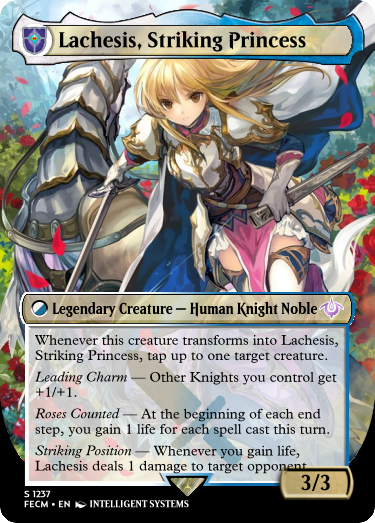 Lachesis, Striking Princess
Legendary Creature — Human Knight Noble
Whenever this creature transforms into Lachesis,
Striking Princess, tap up to one target creature.
Leading Charm — Other Knights you control get
+1/+1.
Roses Counted — At the beginning of each end
step, you gain 1 life for each spell cast this turn.
Striking Position — Whenever you gain life,
Lachesis deals 1 damage to target opponent.
3/3
S 1237
FECM • EN INTELLIGENT SYSTEMS